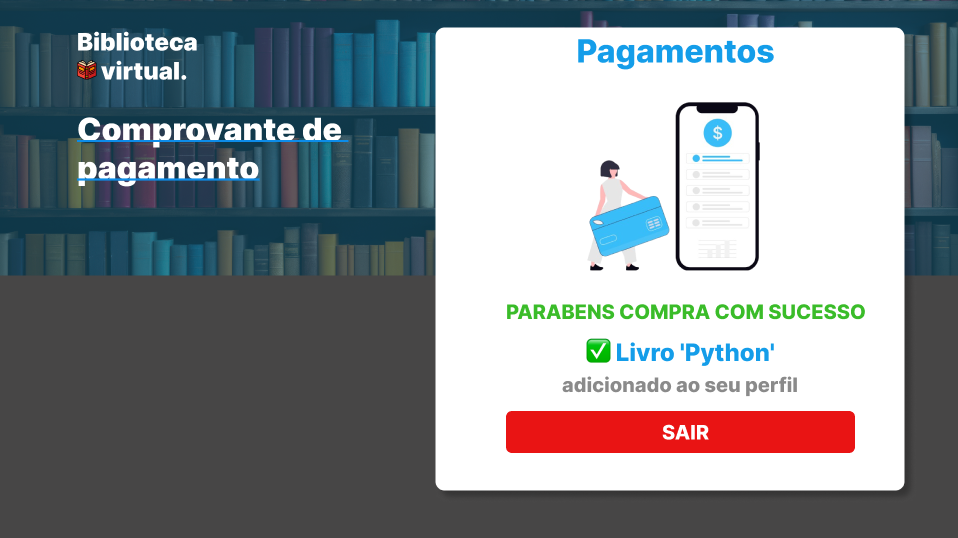 Biblioteca
virtual.
Comprovante de
pagamento
Pagamentos
$
PARABENS COMPRA COM SUCESSO
Livro 'Python'
adicionado ao seu perfil
SAIR